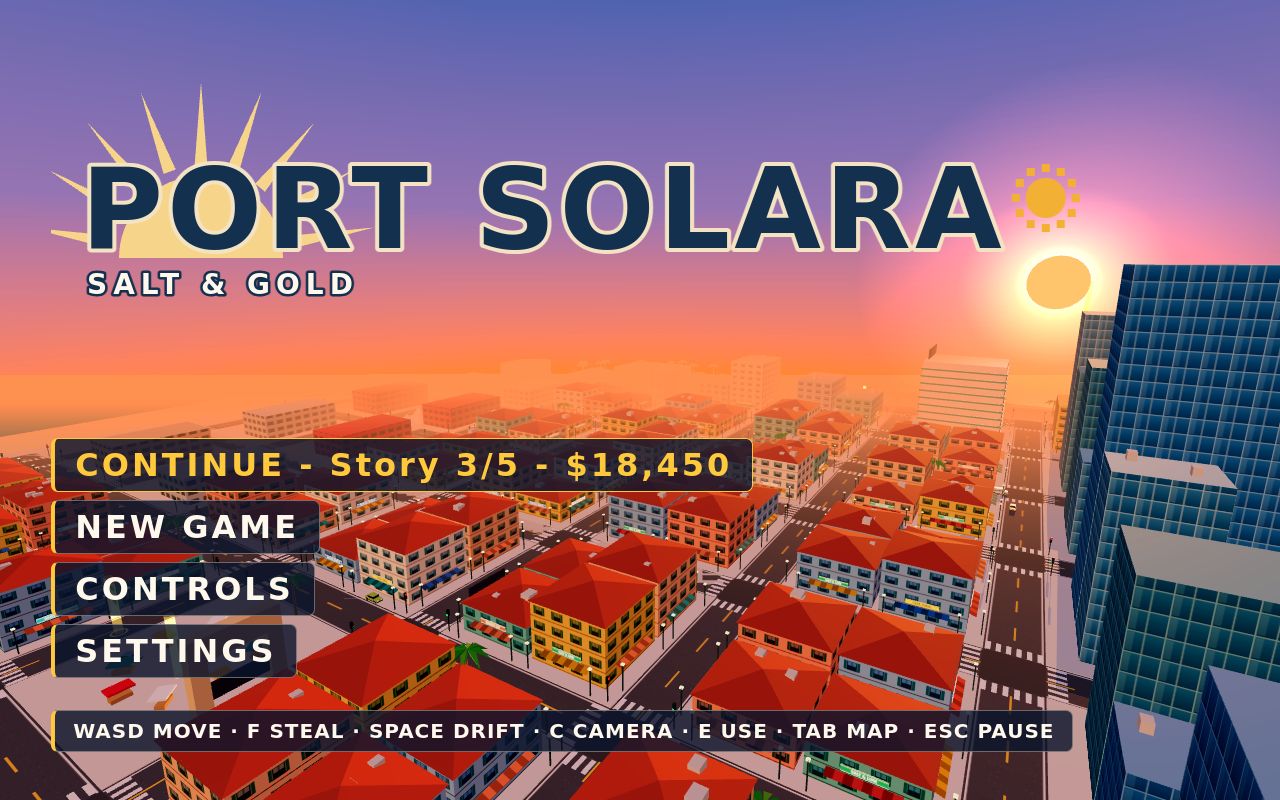 PORT SOLARA
SALT & GOLD
CONTINUE - Story 3/5 - $18,450
NEW GAME
CONTROLS
SETTINGS
WASD MOVE · F STEAL · SPACE DRIFT · C CAMERA · E USE · TAB MAP · ESC PAUSE